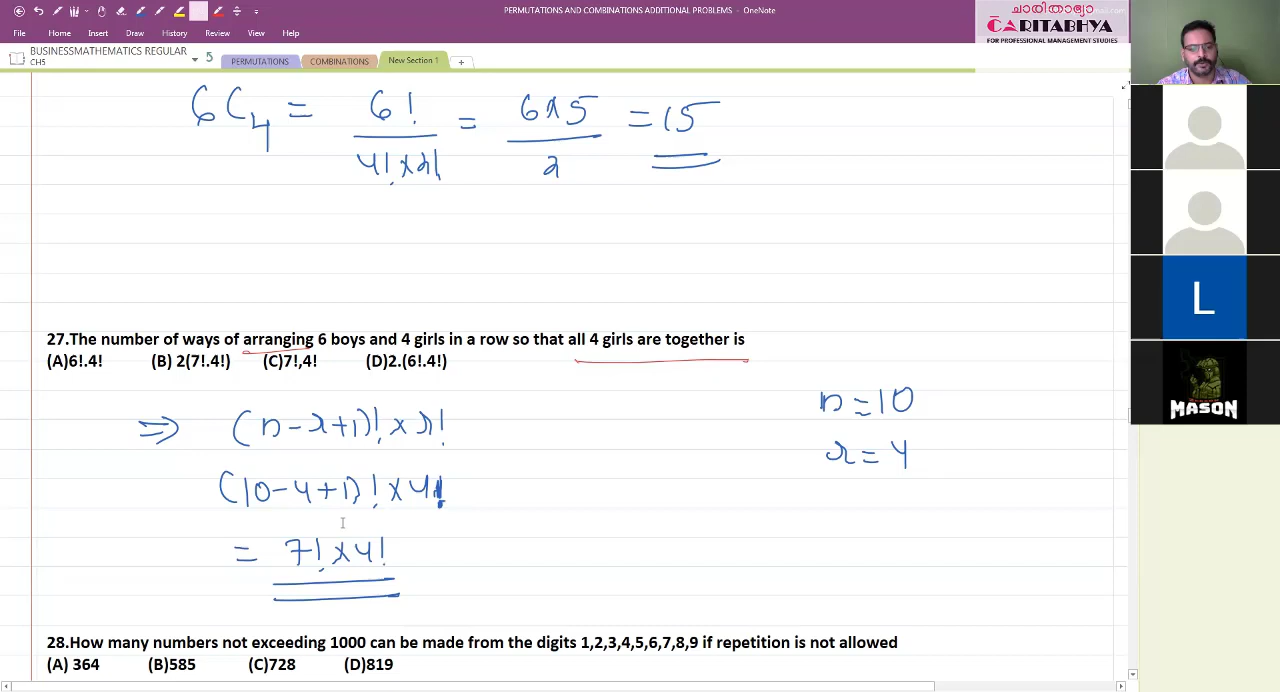 PERMUTATIONS AND COMBINATIONS ADDITIONAL PROBLEMS - OneNote
ചാരിതാഭ്യാ
CARITABHYA
FOR PROFESSIONAL MANAGEMENT STUDIES
File Home Insert Draw History Review View Help
BUSINESSMATHEMATICS REGULAR
CH5
PERMUTATIONS COMBINATIONS New Section 1
6C4 = 6! / 4!×2! = 6×5 / 2 = 15
27.The number of ways of arranging 6 boys and 4 girls in a row so that all 4 girls are together is
(A)6!.4! (B) 2(7!.4!) (C)7!,4! (D)2.(6!.4!)
⇒ (n-r+1)! × r!
n = 10
r = 4
(10-4+1)! × 4!
= 7! × 4!
28.How many numbers not exceeding 1000 can be made from the digits 1,2,3,4,5,6,7,8,9 if repetition is not allowed
(A) 364 (B)585 (C)728 (D)819
L
MASON